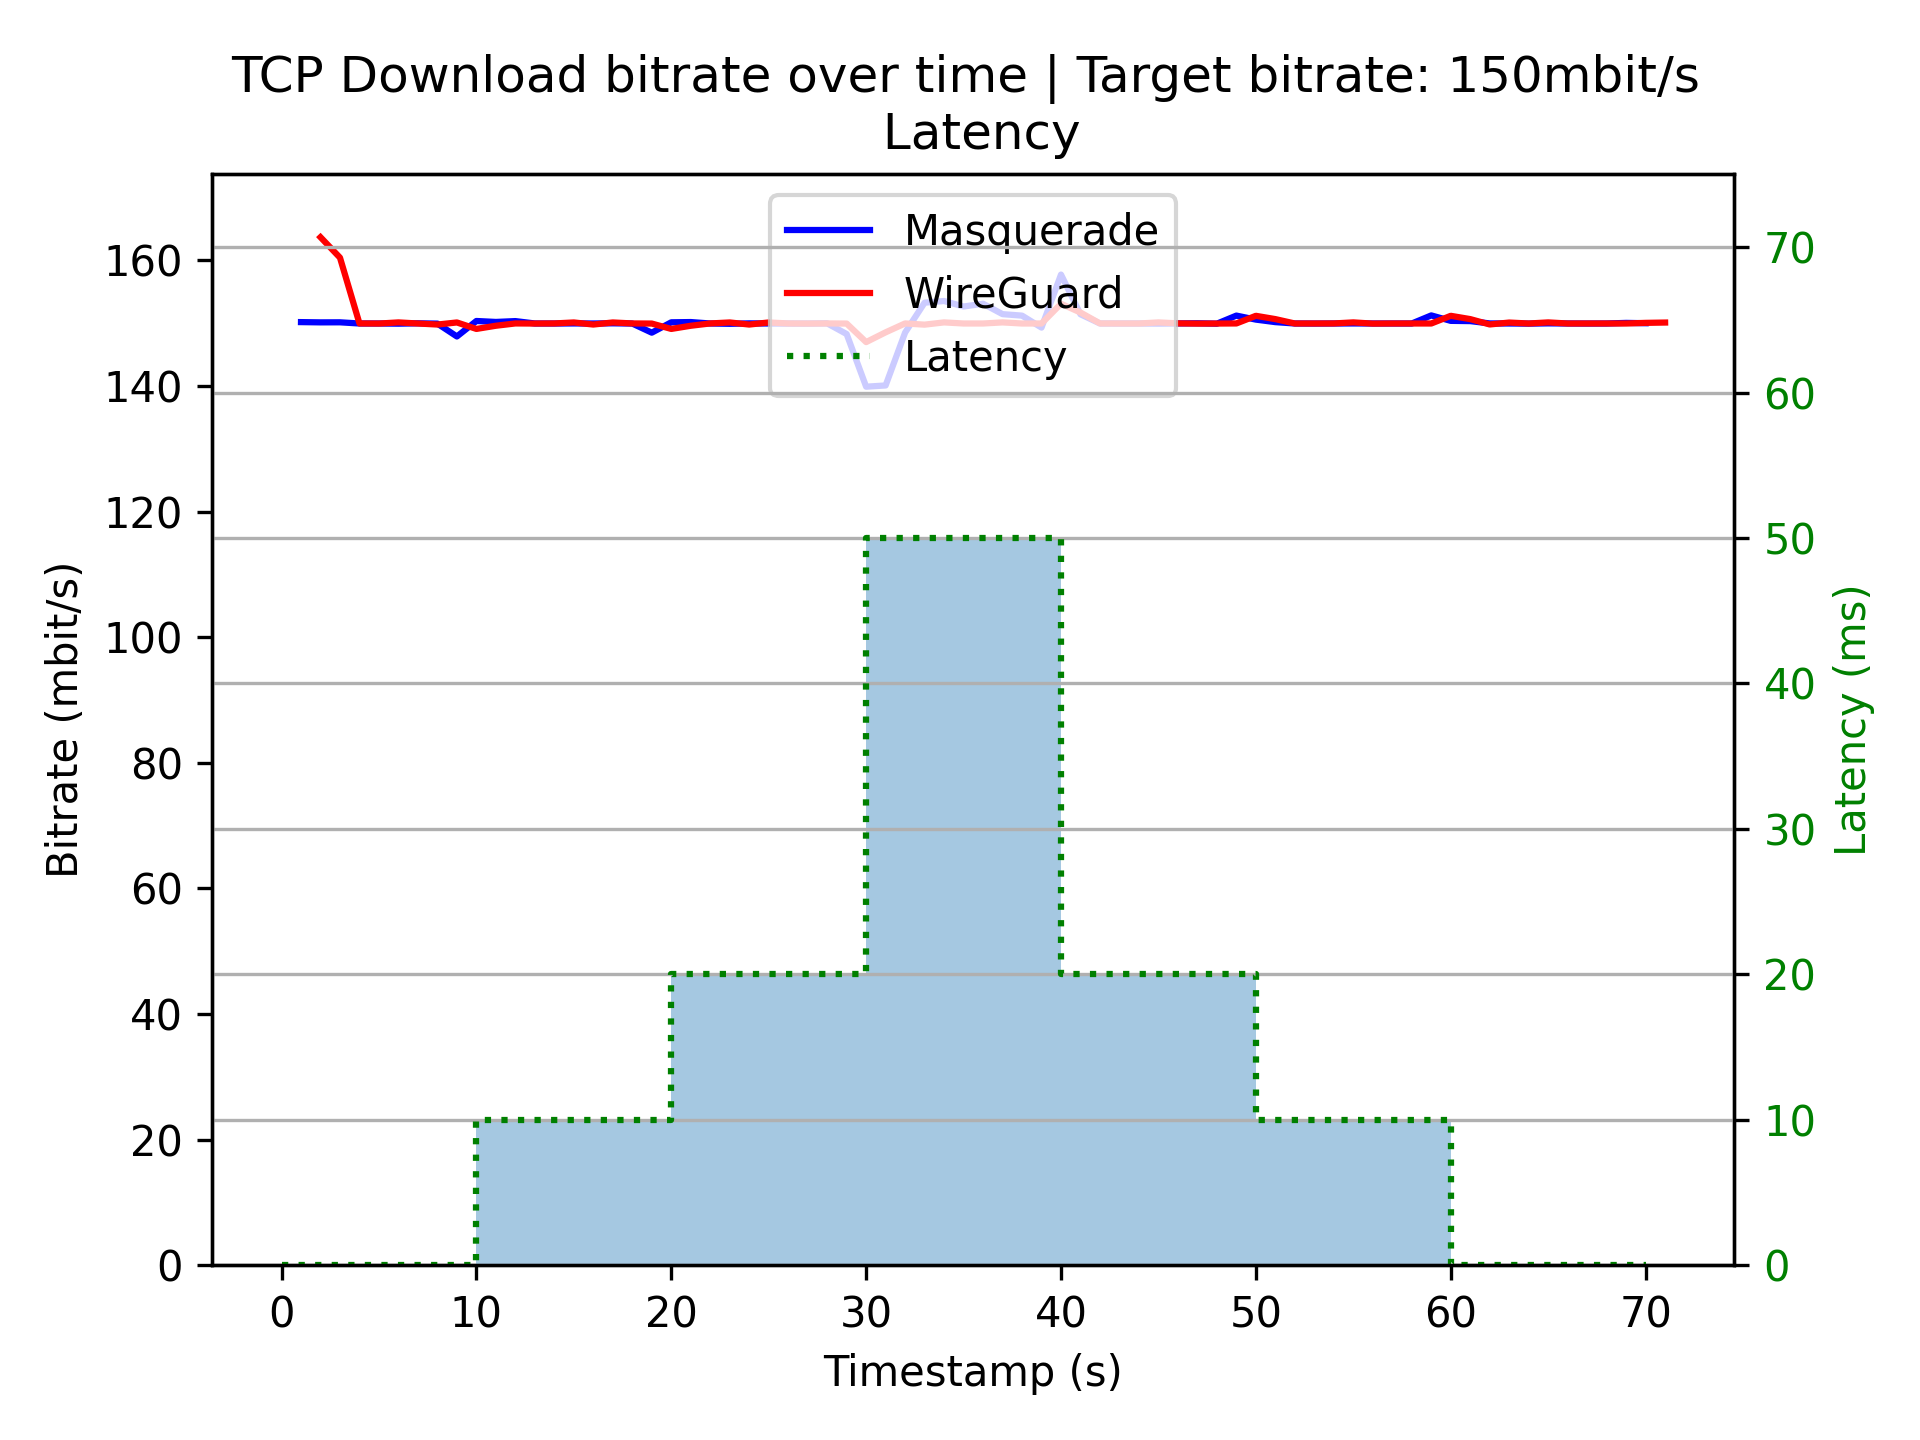 TCP Download bitrate over time | Target bitrate: 150mbit/s
Latency
Masquerade
WireGuard
Latency
160
140
120
100
80
60
40
20
0
Bitrate (mbit/s)
70
60
50
40
30
20
10
0
Latency (ms)
0 10 20 30 40 50 60 70
Timestamp (s)